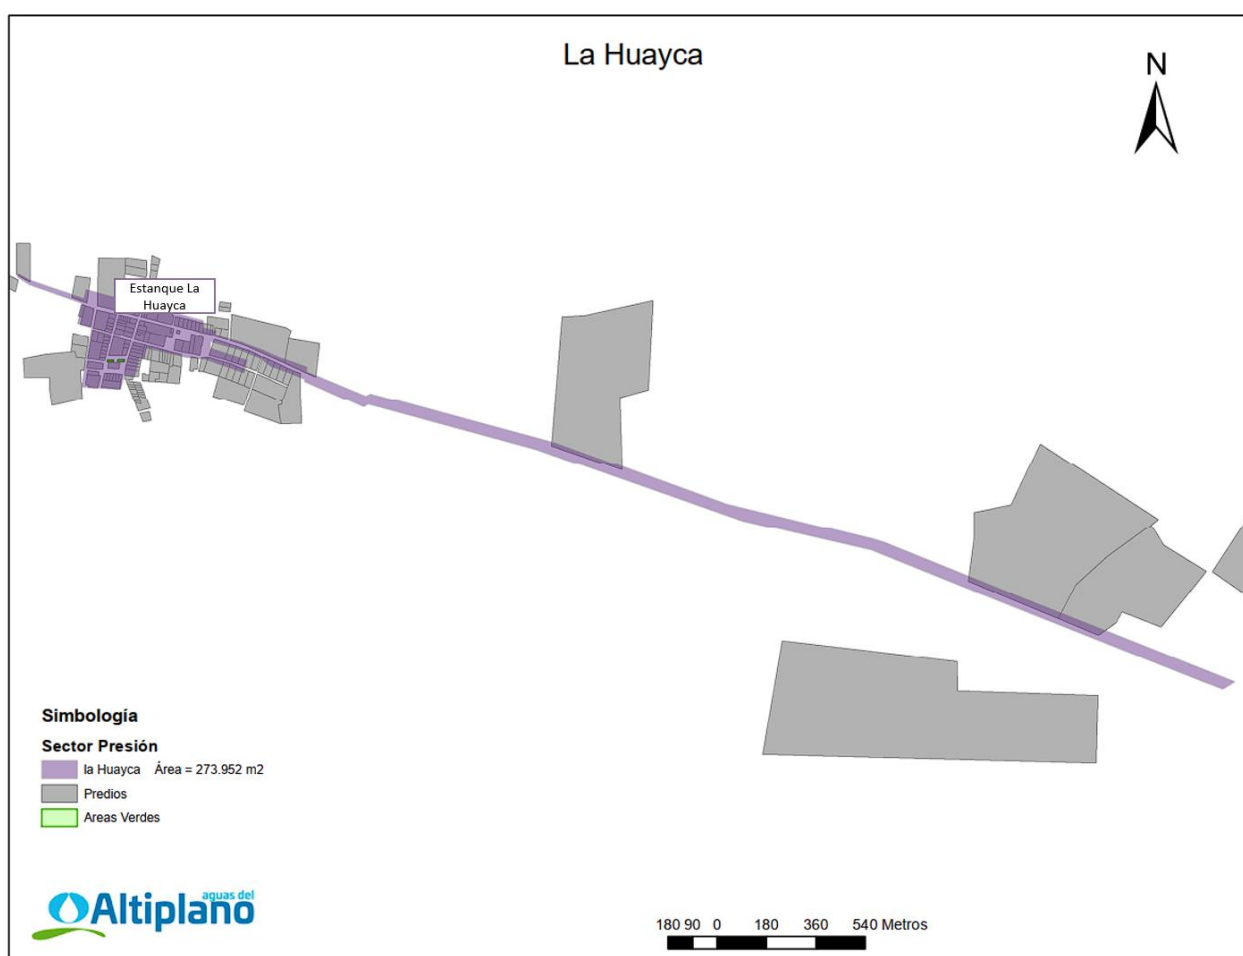 La Huayca
N
Estanque La
Huayca
Simbología
Sector Presión
la Huayca Área = 273.952 m2
Predios
Areas Verdes
aguas del
Altiplano
180 90 0 180 360 540 Metros